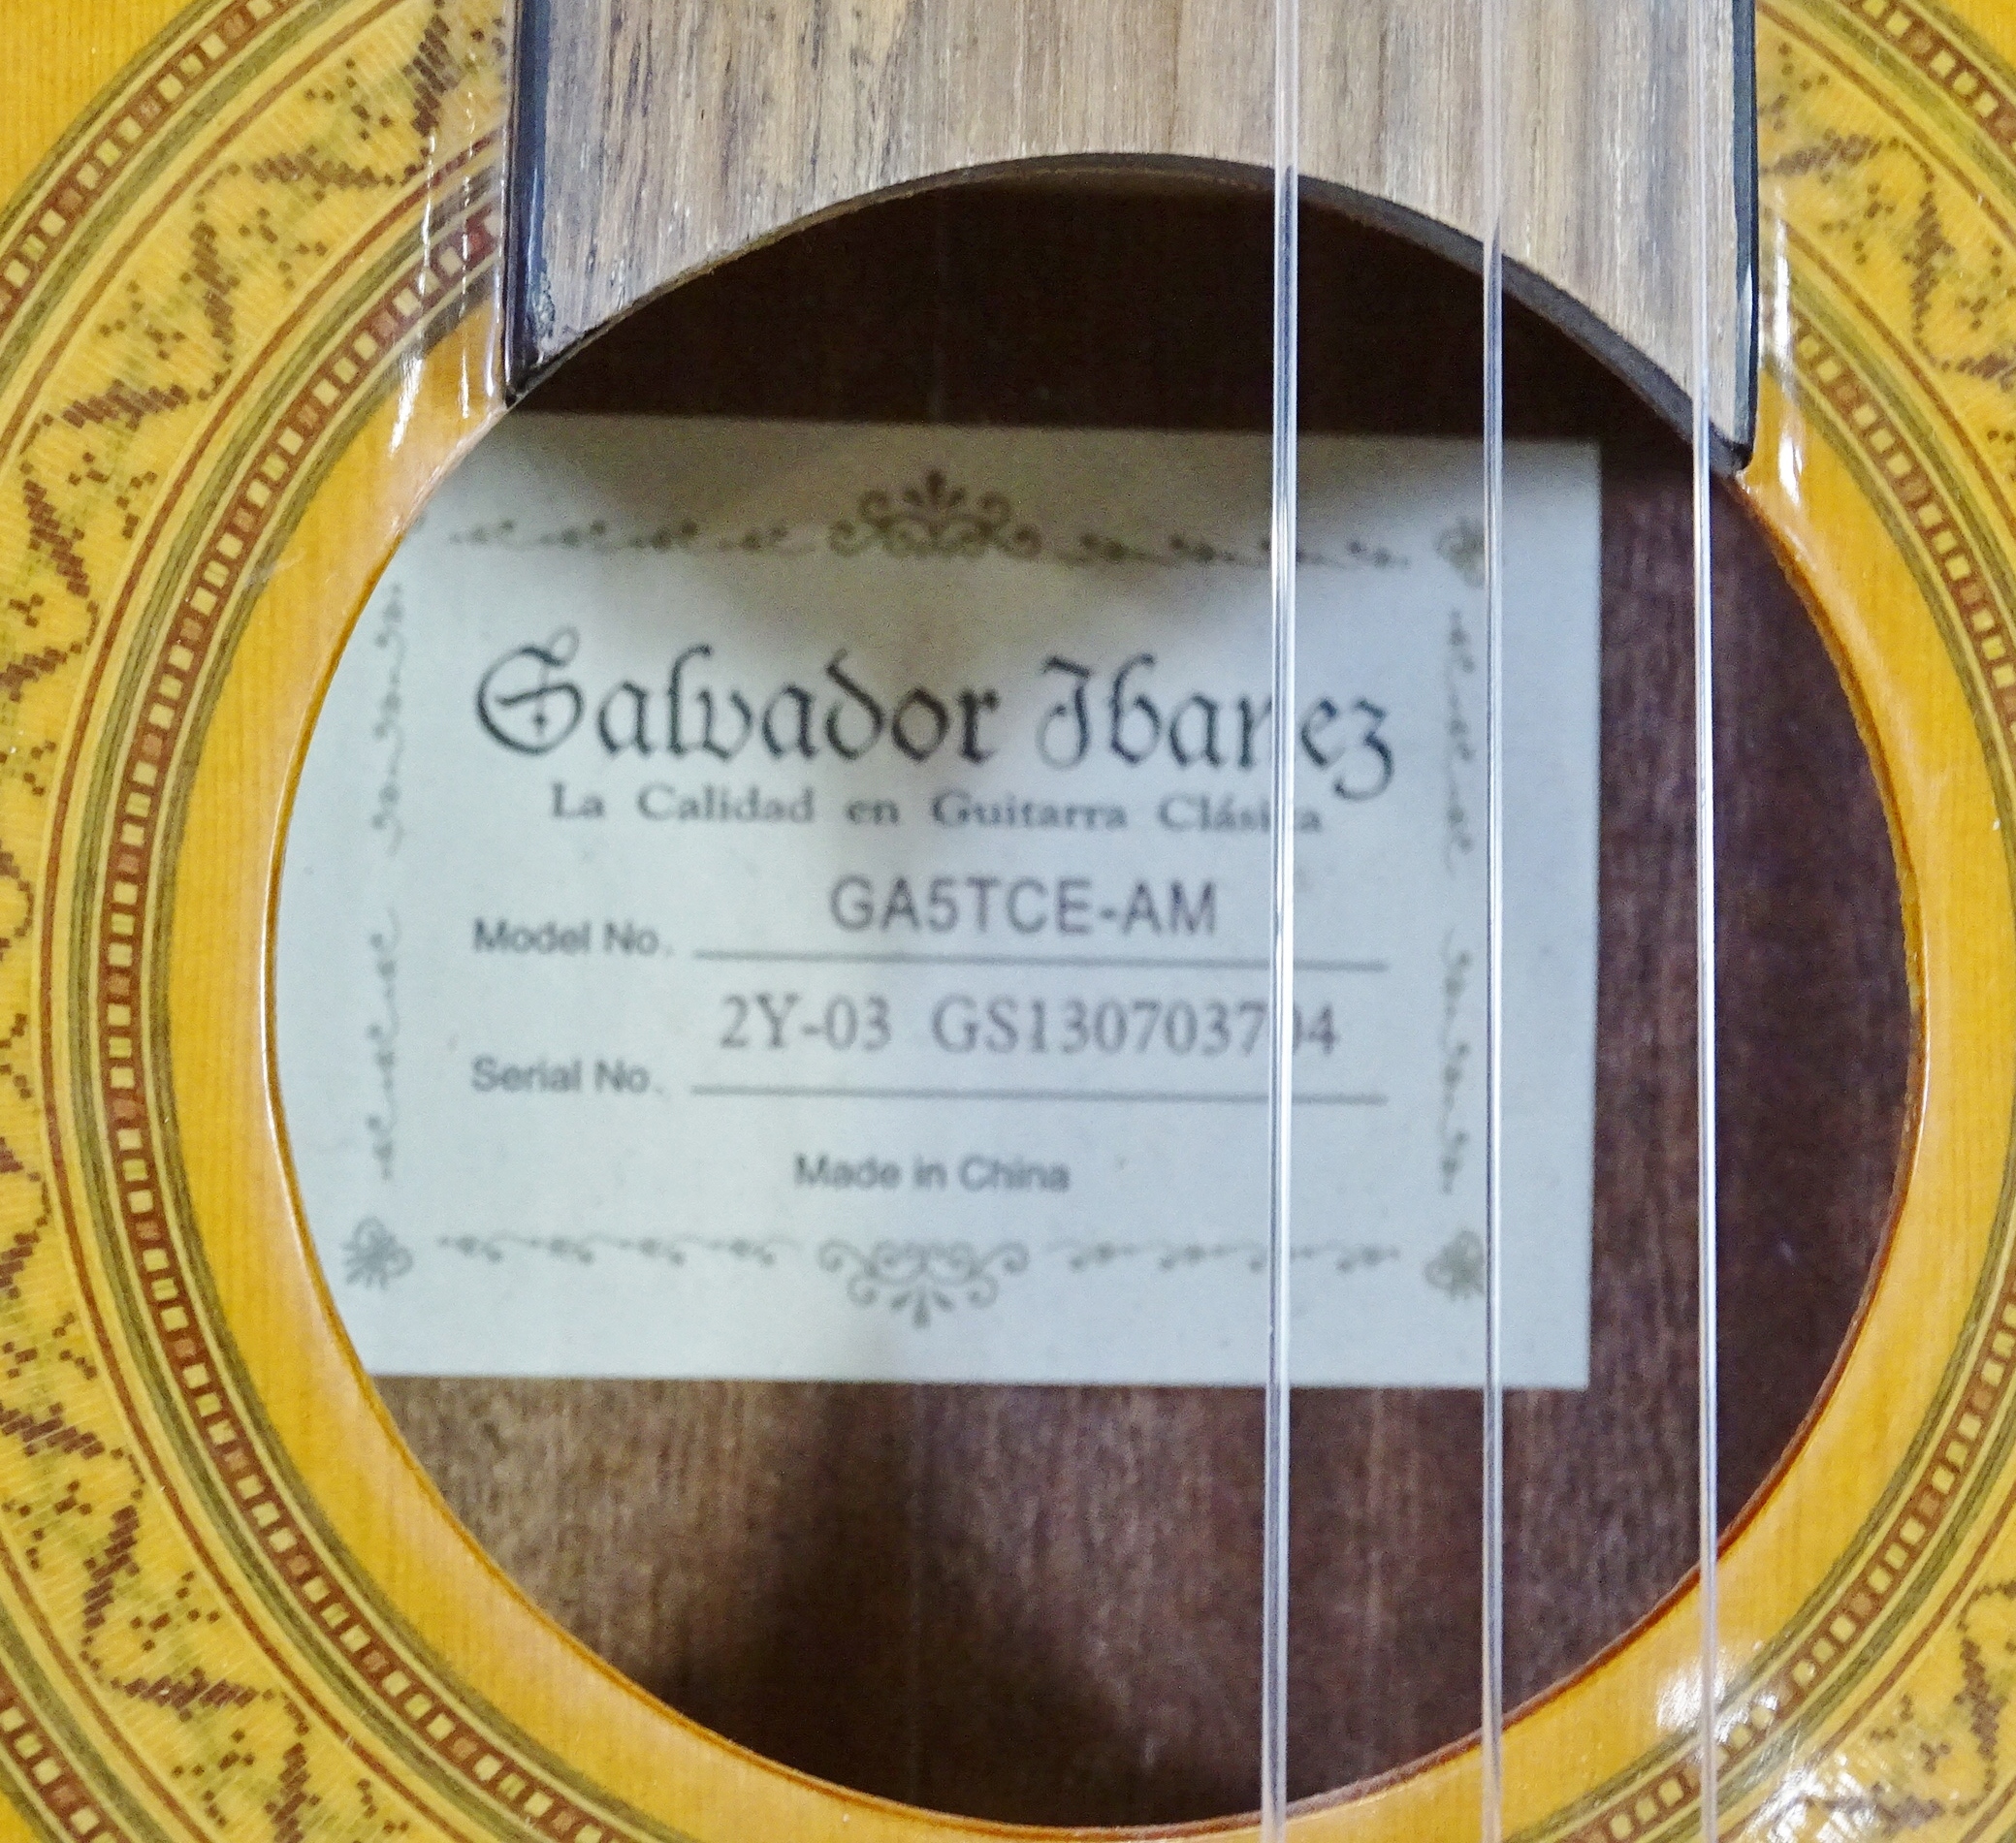 Salvador Ibanez
La Calidad en Guitarra Clásica
Model No. GA5TCE-AM
Serial No. 2Y-03 GS130703704
Made in China